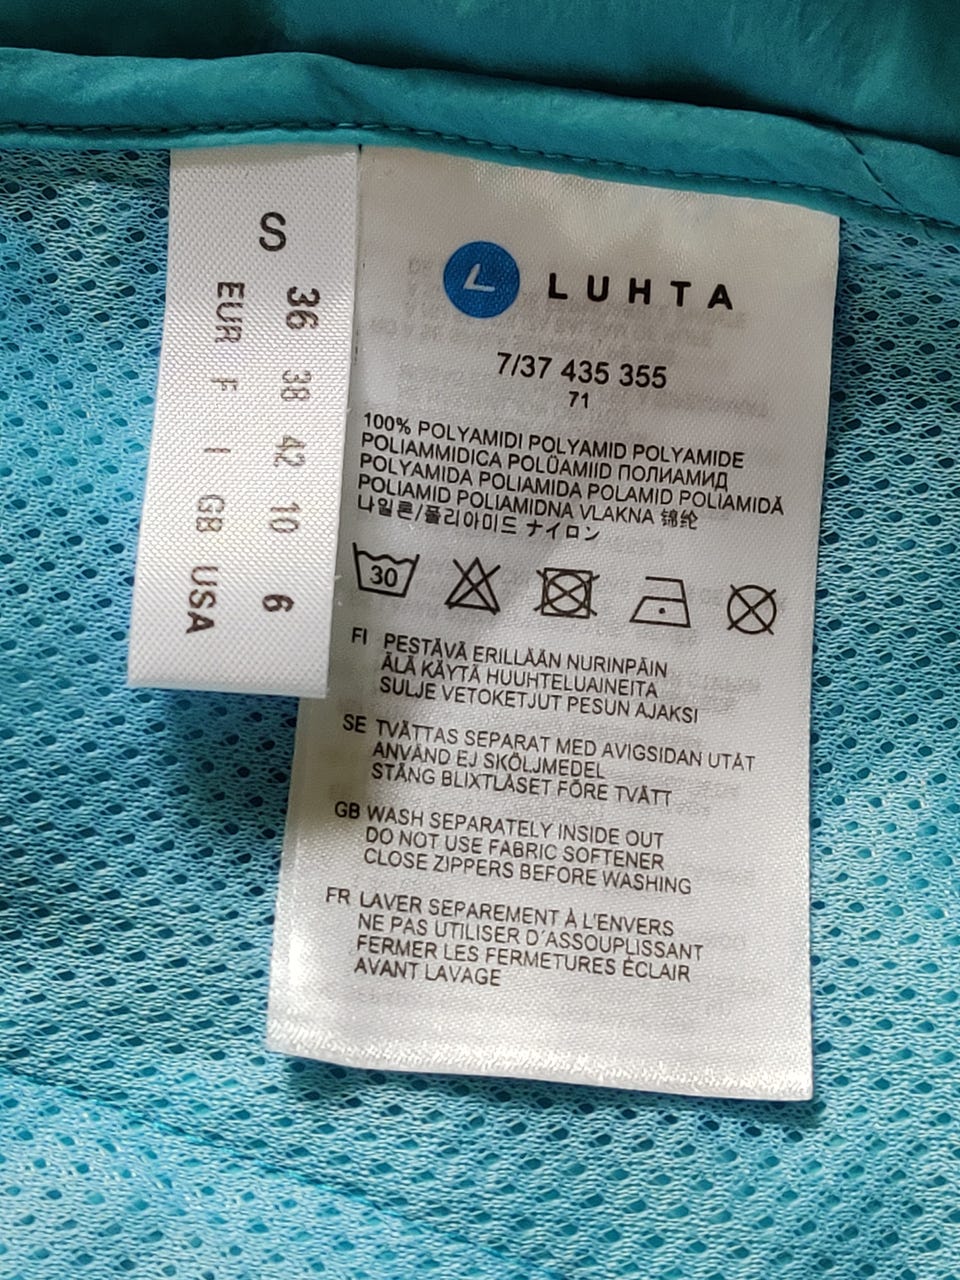 S
36 38 42 10 6
EUR F I GB USA
L LUHTA
7/37 435 355
71
100% POLYAMIDI POLYAMID POLYAMIDE
POLIAMMIDICA POLÜAMIID ПОЛИАМИД
POLYAMIDA POLIAMIDA POLAMID POLIAMIDĂ
POLIAMID POLIAMIDNA VLAKNA 锦纶
나일론/폴리아미드 ナイロン
30
FI PESTÄVÄ ERILLÄÄN NURINPÄIN
ÄLÄ KÄYTÄ HUUHTELUAINEITA
SULJE VETOKETJUT PESUN AJAKSI
SE TVÄTTAS SEPARAT MED AVIGSIDAN UTÅT
ANVÄND EJ SKÖLJMEDEL
STÄNG BLIXTLÅSET FÖRE TVÄTT
GB WASH SEPARATELY INSIDE OUT
DO NOT USE FABRIC SOFTENER
CLOSE ZIPPERS BEFORE WASHING
FR LAVER SEPAREMENT À L'ENVERS
NE PAS UTILISER D'ASSOUPLISSANT
FERMER LES FERMETURES ÉCLAIR
AVANT LAVAGE